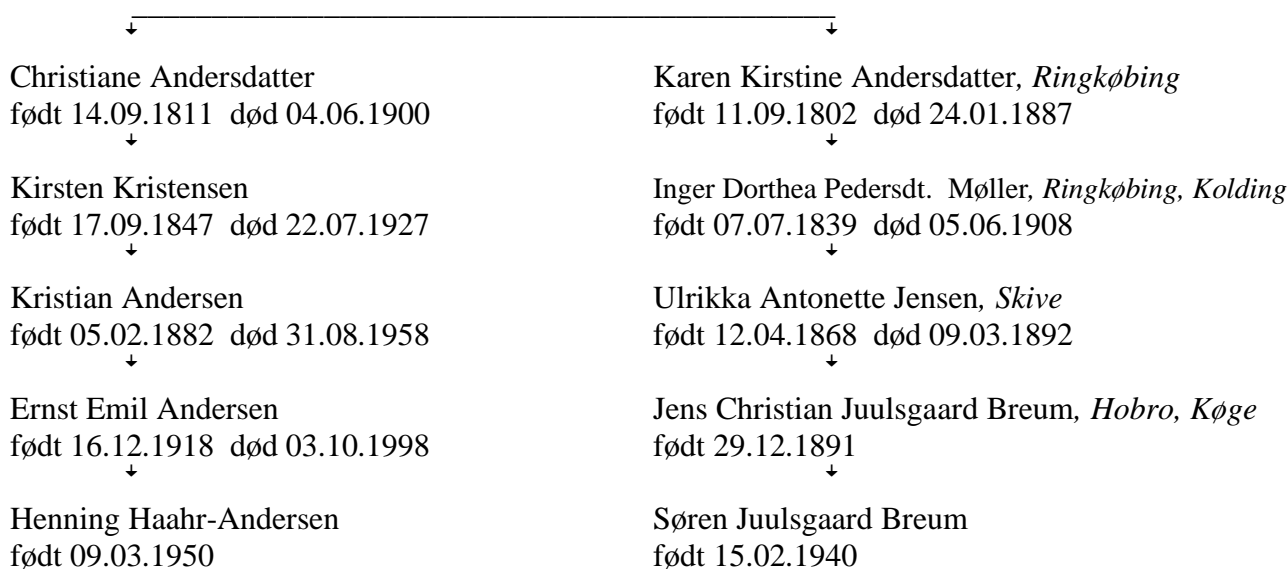 Christiane Andersdatter
født 14.09.1811 død 04.06.1900
Kirsten Kristensen
født 17.09.1847 død 22.07.1927
Kristian Andersen
født 05.02.1882 død 31.08.1958
Ernst Emil Andersen
født 16.12.1918 død 03.10.1998
Henning Haahr-Andersen
født 09.03.1950
Karen Kirstine Andersdatter, Ringkøbing
født 11.09.1802 død 24.01.1887
Inger Dorthea Pedersdt. Møller, Ringkøbing, Kolding
født 07.07.1839 død 05.06.1908
Ulrikka Antonette Jensen, Skive
født 12.04.1868 død 09.03.1892
Jens Christian Juulsgaard Breum, Hobro, Køge
født 29.12.1891
Søren Juulsgaard Breum
født 15.02.1940